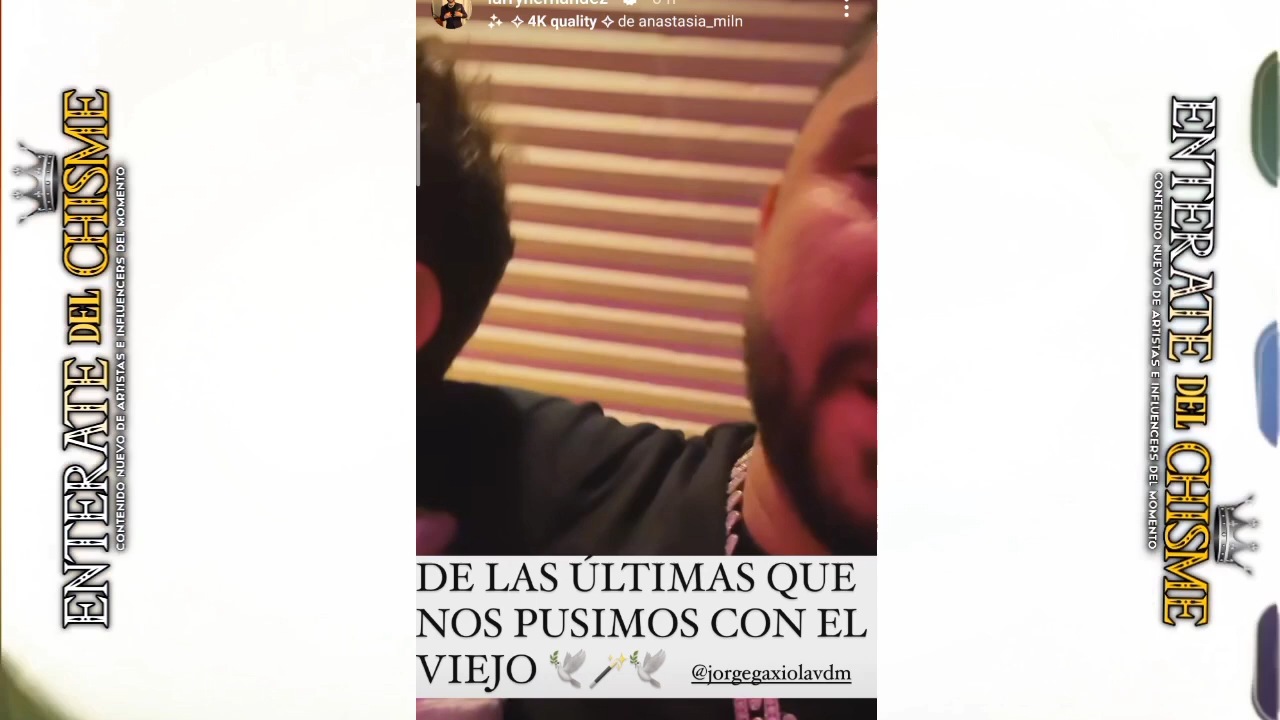 larryhernandez
4K quality de anastasia_miln
DE LAS ÚLTIMAS QUE
NOS PUSIMOS CON EL
VIEJO @jorgegaxiolavdm
ENTERATE DEL CHISME
CONTENIDO NUEVO DE ARTISTAS E INFLUENCERS DEL MOMENTO
ENTERATE DEL CHISME
CONTENIDO NUEVO DE ARTISTAS E INFLUENCERS DEL MOMENTO